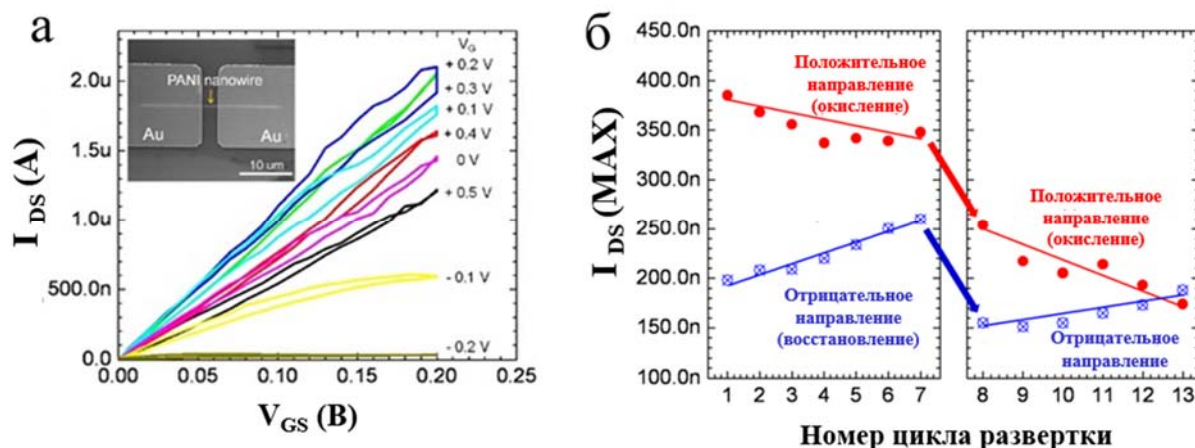 а
PANI nanowire
Au
Au
10 um
V_G
+ 0.2 V
+ 0.3 V
+ 0.1 V
+ 0.4 V
0 V
+ 0.5 V
- 0.1 V
- 0.2 V
2.0u
1.5u
1.0u
500.0n
0.0
0.00
0.05
0.10
0.15
0.20
0.25
I DS (A)
V_GS (В)
б
450.0n
400.0n
350.0n
300.0n
250.0n
200.0n
150.0n
100.0n
I DS (MAX)
Положительное
направление
(окисление)
Отрицательное
направление
(восстановление)
Положительное
направление
(окисление)
Отрицательное
направление
1 2 3 4 5 6 7
8 9 10 11 12 13
Номер цикла развертки